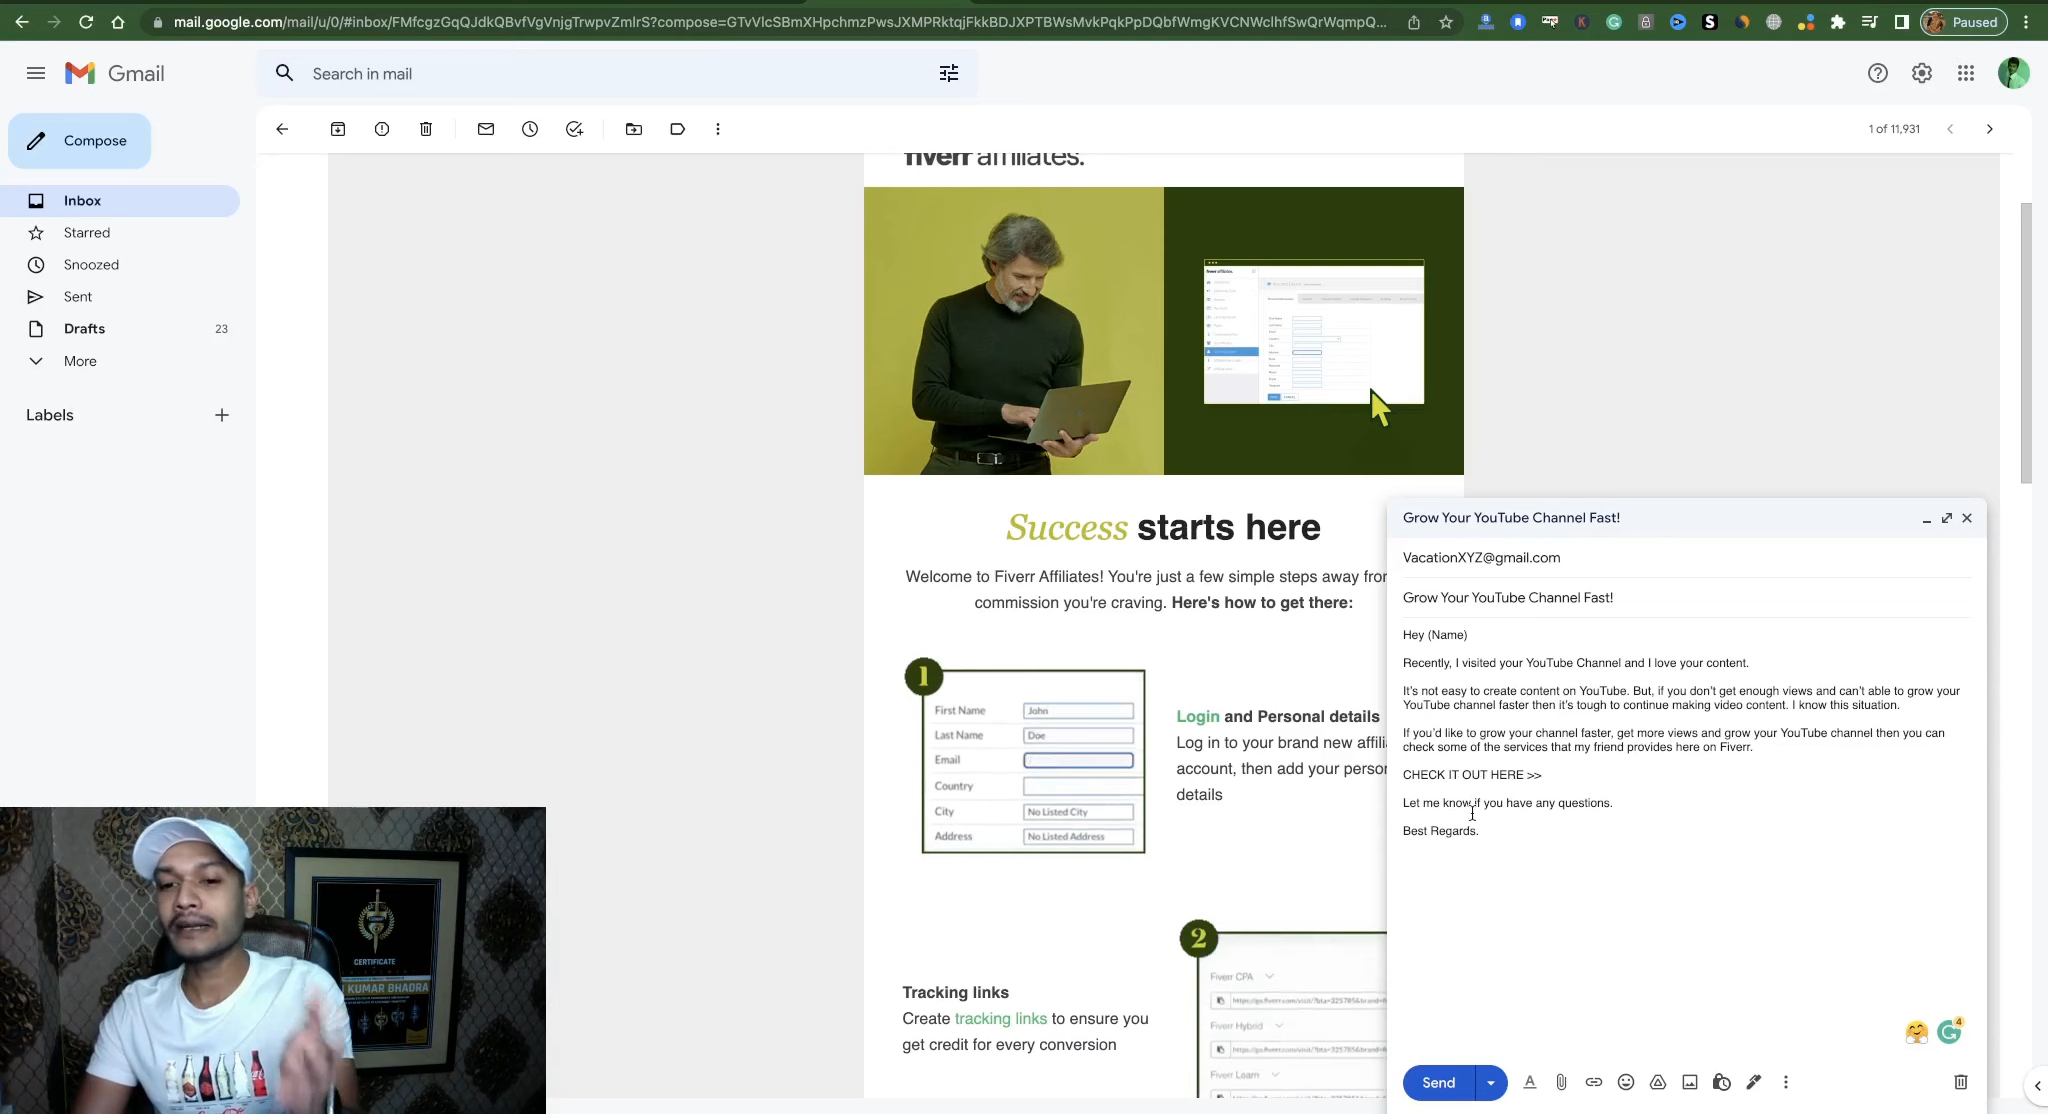 mail.google.com/mail/u/0/#inbox/FMfcgzGqQJdkQBvfVgVnjgTrwpvZmlrS?compose=GTvVlcSBmXHpchmzPwsJXMPRktqjFkkBDJXPTBWsMvkPqkPpDQbfWmgKVCNWclhfSwQrWqmpQ...
Paused
Gmail
Search in mail
Compose
1 of 11,931
Inbox
Starred
Snoozed
Sent
Drafts 23
More
Labels
fiverr affiliates.
Success starts here
Welcome to Fiverr Affiliates! You're just a few simple steps away from
commission you're craving. Here's how to get there:
1
First Name John
Last Name Doe
Email
Country
City No Listed City
Address No Listed Address
Login and Personal details
Log in to your brand new affili
account, then add your person
details
2
Fiverr CPA
Fiverr Hybrid
Fiverr Learn
Tracking links
Create tracking links to ensure you
get credit for every conversion
Grow Your YouTube Channel Fast!
VacationXYZ@gmail.com
Grow Your YouTube Channel Fast!
Hey (Name)
Recently, I visited your YouTube Channel and I love your content.
It's not easy to create content on YouTube. But, if you don't get enough views and can't able to grow your
YouTube channel faster then it's tough to continue making video content. I know this situation.
If you'd like to grow your channel faster, get more views and grow your YouTube channel then you can
check some of the services that my friend provides here on Fiverr.
CHECK IT OUT HERE >>
Let me know if you have any questions.
Best Regards.
4
Send
CERTIFICATE
KUMAR BHADRA